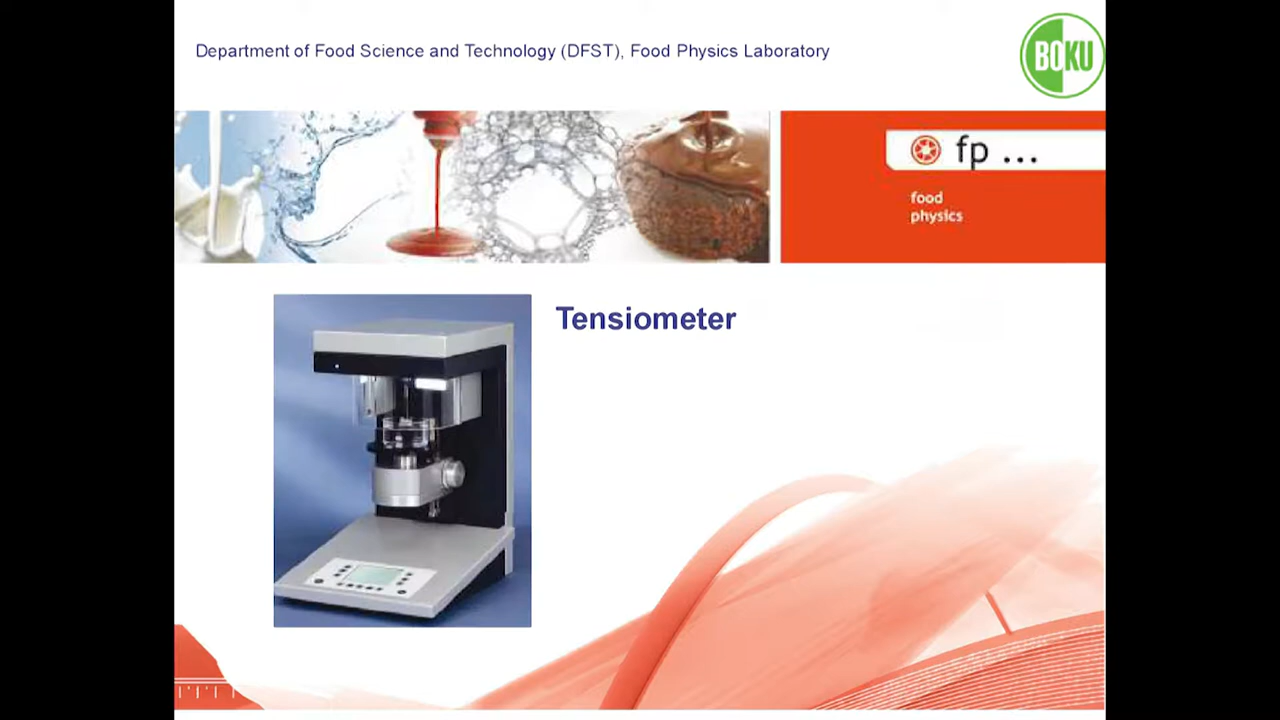 Department of Food Science and Technology (DFST), Food Physics Laboratory
BOKU
fp ...
food
physics
Tensiometer